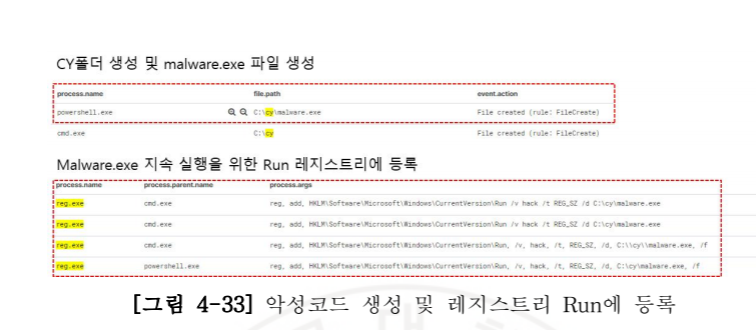 CY폴더 생성 및 malware.exe 파일 생성
process.name file.path event.action
powershell.exe C:\cy\malware.exe File created (rule: FileCreate)
cmd.exe C:\cy File created (rule: FileCreate)
Malware.exe 지속 실행을 위한 Run 레지스트리에 등록
process.name process.parent.name process.args
reg.exe cmd.exe reg, add, HKLM\Software\Microsoft\Windows\CurrentVersion\Run /v hack /t REG_SZ /d C:\cy\malware.exe
reg.exe cmd.exe reg, add, HKLM\Software\Microsoft\Windows\CurrentVersion\Run /v hack /t REG_SZ /d C:\cy\malware.exe
reg.exe cmd.exe reg, add, HKLM\Software\Microsoft\Windows\CurrentVersion\Run, /v, hack, /t, REG_SZ, /d, C:\\cy\\malware.exe, /f
reg.exe powershell.exe reg, add, HKLM\Software\Microsoft\Windows\CurrentVersion\Run, /v, hack, /t, REG_SZ, /d, C:\cy\malware.exe, /f
[그림 4-33] 악성코드 생성 및 레지스트리 Run에 등록